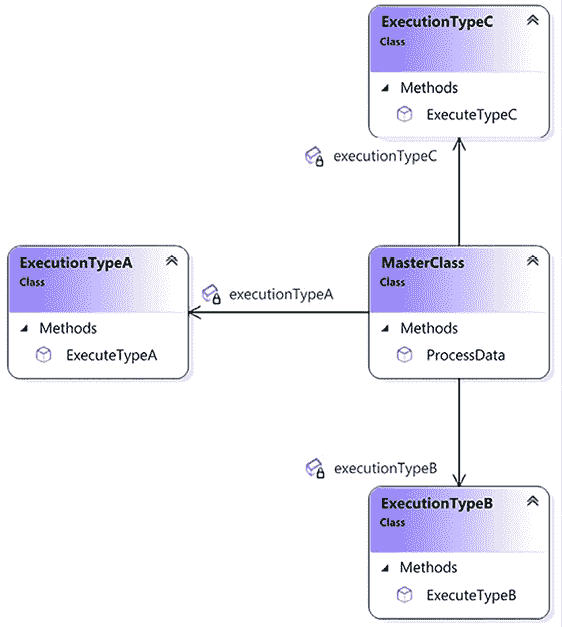 ExecutionTypeC
Class
Methods
ExecuteTypeC
executionTypeC
ExecutionTypeA
Class
Methods
ExecuteTypeA
executionTypeA
MasterClass
Class
Methods
ProcessData
executionTypeB
ExecutionTypeB
Class
Methods
ExecuteTypeB